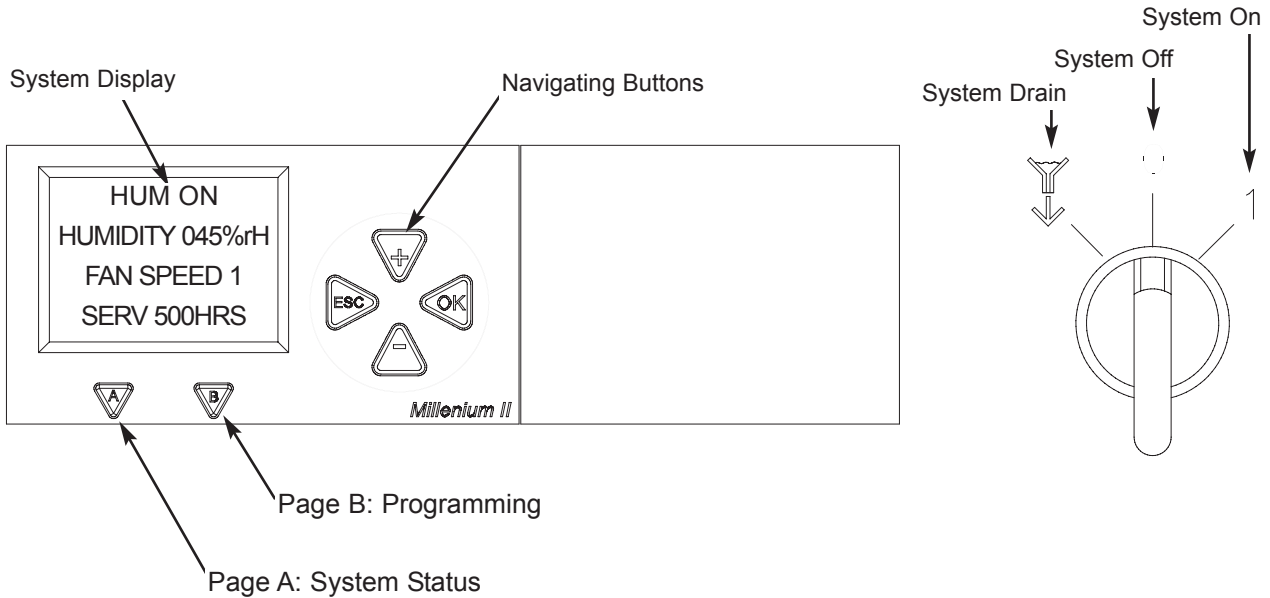 System On
System Off
System Drain
System Display
Navigating Buttons
HUM ON
HUMIDITY 045%rH
FAN SPEED 1
SERV 500HRS
+
ESC
OK
-
A
B
Millenium II
1
Page B: Programming
Page A: System Status